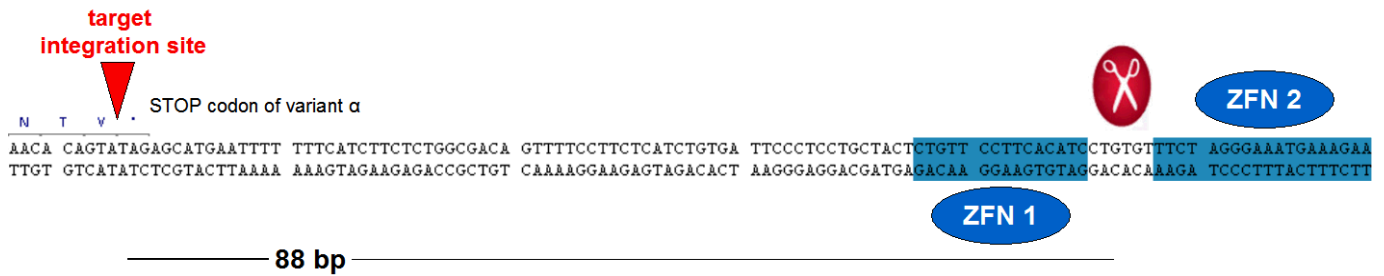 target
integration site
STOP codon of variant α
ZFN 2
N T V *
AACA CAGTATAGAGCATGAATTTT TTTCATCTTCTCTGGCGACA GTTTTCCTTCTCATCTGTGA TTCCCTCCTGCTACTCTGTT CCTTCACATCCTGTGTTTCT AGGGAAATGAAAGAA
TTGT GTCATATCTCGTACTTAAAA AAAGTAGAAGAGACCGCTGT CAAAAGGAAGAGTAGACACT AAGGGAGGACGATGAGACAA GGAAGTGTAGGACACAAAGA TCCCTTTACTTTCTT
ZFN 1
88 bp